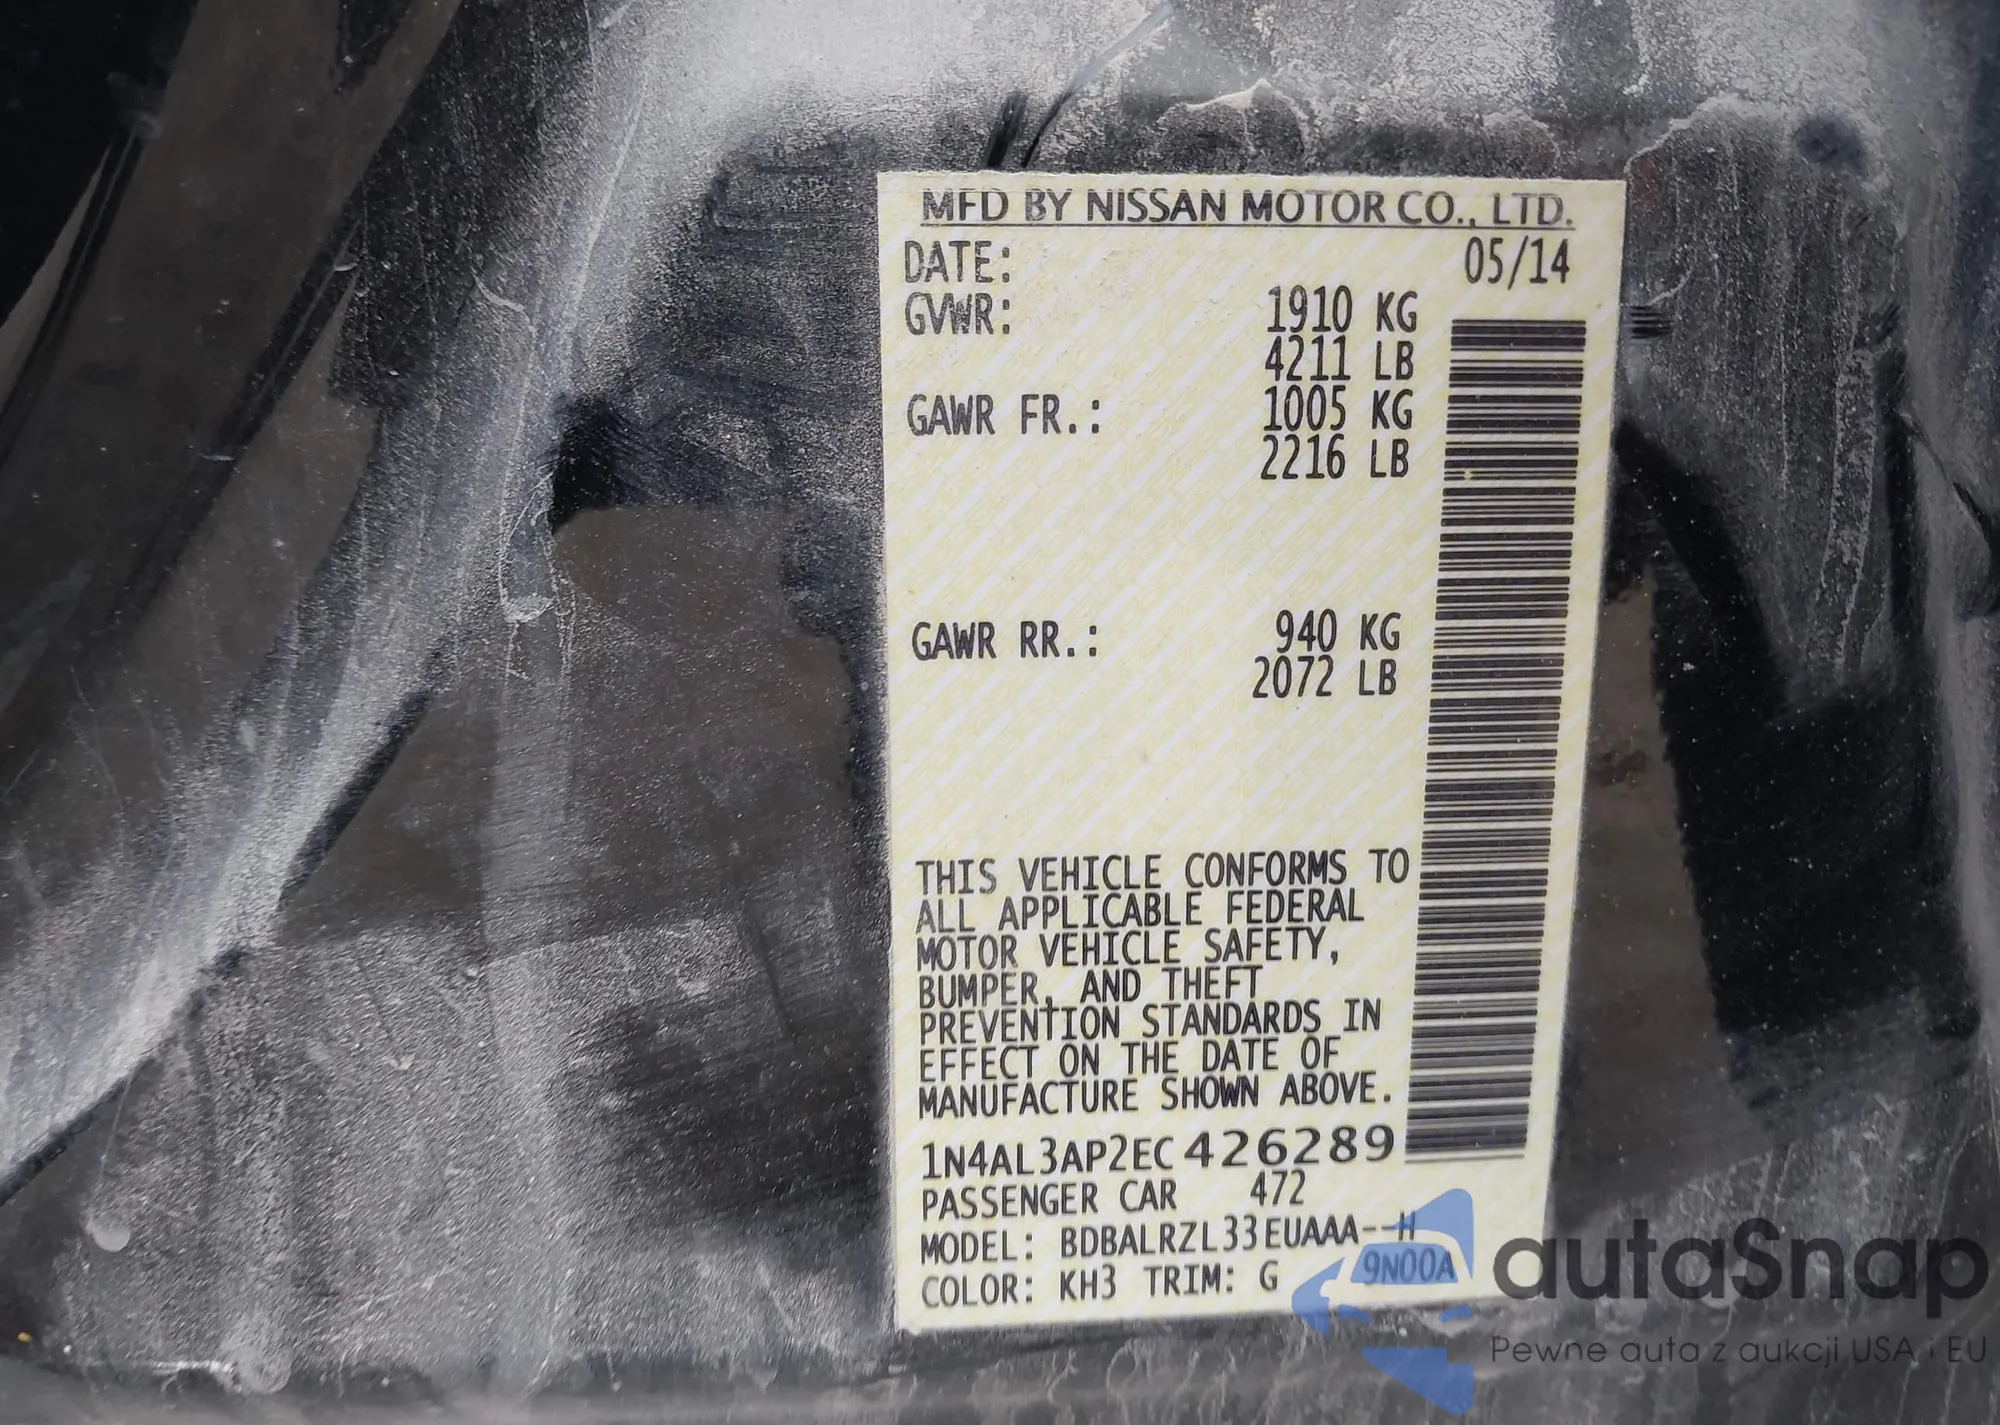 MFD BY NISSAN MOTOR CO., LTD.
DATE: 05/14
GVWR: 1910 KG
4211 LB
GAWR FR.: 1005 KG
2216 LB
GAWR RR.: 940 KG
2072 LB
THIS VEHICLE CONFORMS TO
ALL APPLICABLE FEDERAL
MOTOR VEHICLE SAFETY,
BUMPER, AND THEFT
PREVENTION STANDARDS IN
EFFECT ON THE DATE OF
MANUFACTURE SHOWN ABOVE.
1N4AL3AP2EC426289
PASSENGER CAR 472
MODEL: BDBALRZL33EUAAA--H
COLOR: KH3 TRIM: G 9N00A
autaSnap
Pewne auta z aukcji USA i EU